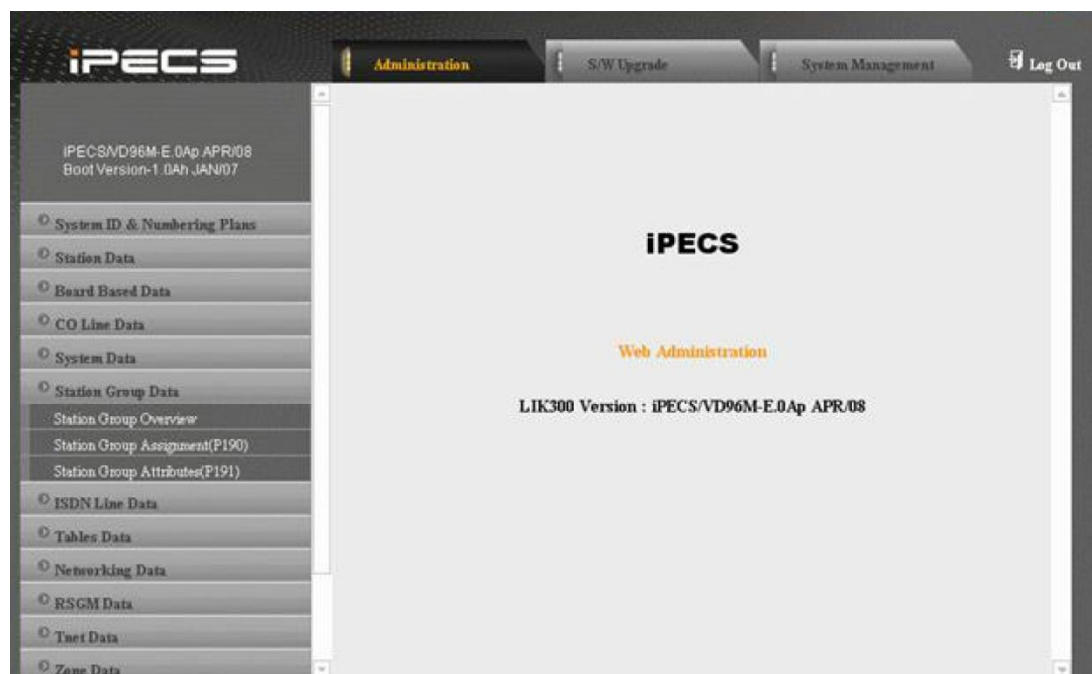 iPECS
Administration
S/W Upgrade
System Management
Log Out
iPECS/VD96M-E.0Ap APR/08
Boot Version-1.0Ah JAN/07
System ID & Numbering Plans
Station Data
Board Based Data
CO Line Data
System Data
Station Group Data
Station Group Overview
Station Group Assignment(P190)
Station Group Attributes(P191)
ISDN Line Data
Tables Data
Networking Data
RSGM Data
Tnet Data
Zone Data
iPECS
Web Administration
LIK300 Version : iPECS/VD96M-E.0Ap APR/08